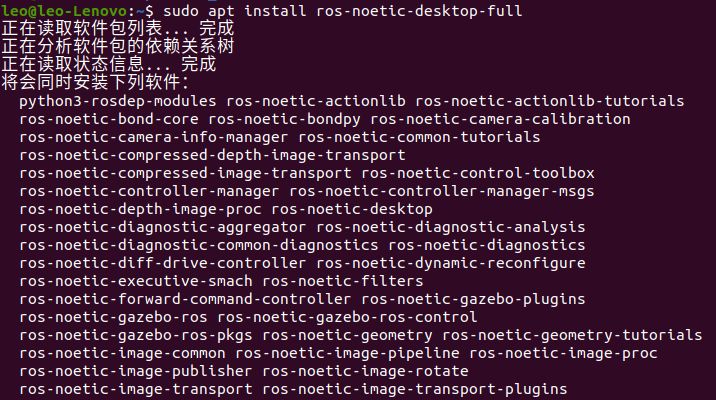 leo@leo-Lenovo:~$ sudo apt install ros-noetic-desktop-full
正在读取软件包列表... 完成
正在分析软件包的依赖关系树
正在读取状态信息... 完成
将会同时安装下列软件：
python3-rosdep-modules ros-noetic-actionlib ros-noetic-actionlib-tutorials
ros-noetic-bond-core ros-noetic-bondpy ros-noetic-camera-calibration
ros-noetic-camera-info-manager ros-noetic-common-tutorials
ros-noetic-compressed-depth-image-transport
ros-noetic-compressed-image-transport ros-noetic-control-toolbox
ros-noetic-controller-manager ros-noetic-controller-manager-msgs
ros-noetic-depth-image-proc ros-noetic-desktop
ros-noetic-diagnostic-aggregator ros-noetic-diagnostic-analysis
ros-noetic-diagnostic-common-diagnostics ros-noetic-diagnostics
ros-noetic-diff-drive-controller ros-noetic-dynamic-reconfigure
ros-noetic-executive-smach ros-noetic-filters
ros-noetic-forward-command-controller ros-noetic-gazebo-plugins
ros-noetic-gazebo-ros ros-noetic-gazebo-ros-control
ros-noetic-gazebo-ros-pkgs ros-noetic-geometry ros-noetic-geometry-tutorials
ros-noetic-image-common ros-noetic-image-pipeline ros-noetic-image-proc
ros-noetic-image-publisher ros-noetic-image-rotate
ros-noetic-image-transport ros-noetic-image-transport-plugins